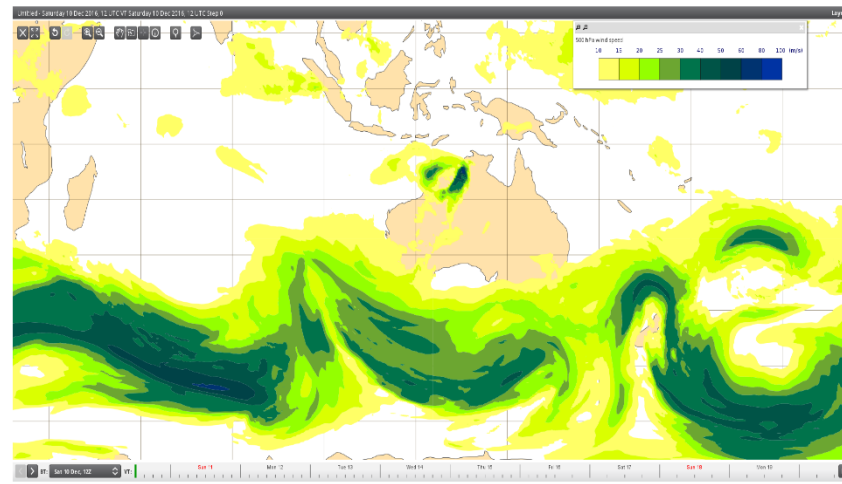 Untitled - Saturday 10 Dec 2016, 12 UTC VT Saturday 10 Dec 2016, 12 UTC Step 0
500 hPa wind speed
10 15 20 25 30 40 50 60 80 100 (m/s)
BT: Sat 10 Dec, 12Z VT: Sun 11 Mon 12 Tue 13 Wed 14 Thu 15 Fri 16 Sat 17 Sun 18 Mon 19